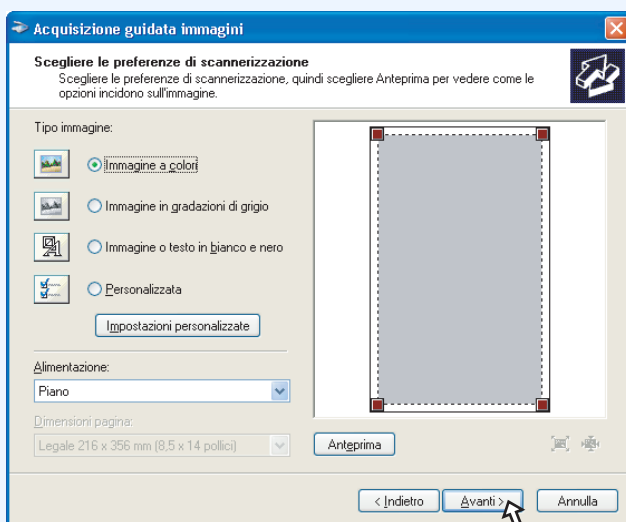 Acquisizione guidata immagini
Scegliere le preferenze di scannerizzazione
Scegliere le preferenze di scannerizzazione, quindi scegliere Anteprima per vedere come le
opzioni incidono sull'immagine.
Tipo immagine:
Immagine a colori
Immagine in gradazioni di grigio
Immagine o testo in bianco e nero
Personalizzata
Impostazioni personalizzate
Alimentazione:
Piano
Dimensioni pagina:
Legale 216 x 356 mm (8,5 x 14 pollici)
Anteprima
< Indietro
Avanti >
Annulla